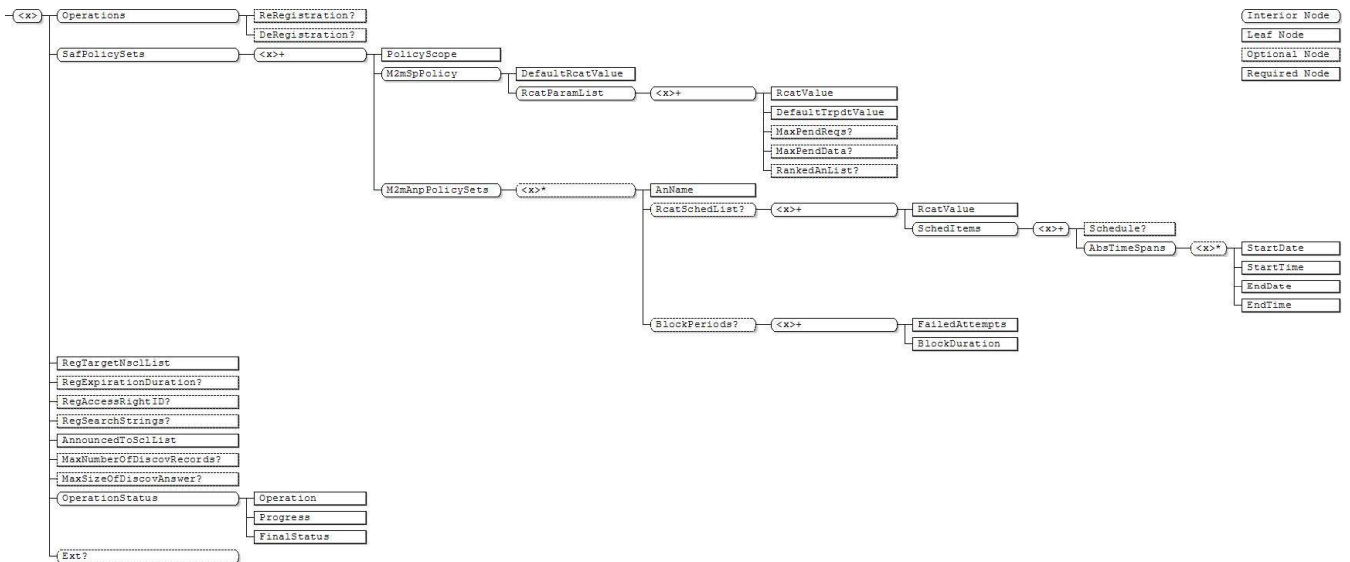 <x> Operations ReRegistration? Interior Node
DeRegistration? Leaf Node
SafPolicySets <x>+ PolicyScope Optional Node
M2mSpPolicy DefaultRcatValue Required Node
RcatParamList <x>+ RcatValue
DefaultTrpdtValue
MaxPendReqs?
MaxPendData?
RankedAnList?
M2mAnpPolicySets <x>* AnName
RcatSchedList? <x>+ RcatValue
SchedItems <x>+ Schedule?
AbsTimeSpans <x>* StartDate
StartTime
EndDate
EndTime
BlockPeriods? <x>+ FailedAttempts
BlockDuration
RegTargetNsclList
RegExpirationDuration?
RegAccessRightID?
RegSearchStrings?
AnnouncedToSclList
MaxNumberOfDiscovRecords?
MaxSizeOfDiscovAnswer?
OperationStatus Operation
Progress
FinalStatus
Ext?